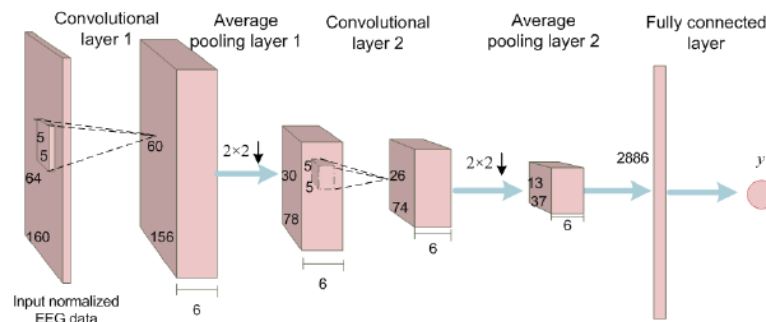 Convolutional
layer 1
Average
pooling layer 1
Convolutional
layer 2
Average
pooling layer 2
Fully connected
layer
5
5
64
160
Input normalized
EEG data
60
156
6
2×2
30
78
5
5
6
26
74
6
2×2
13
37
6
2886
y